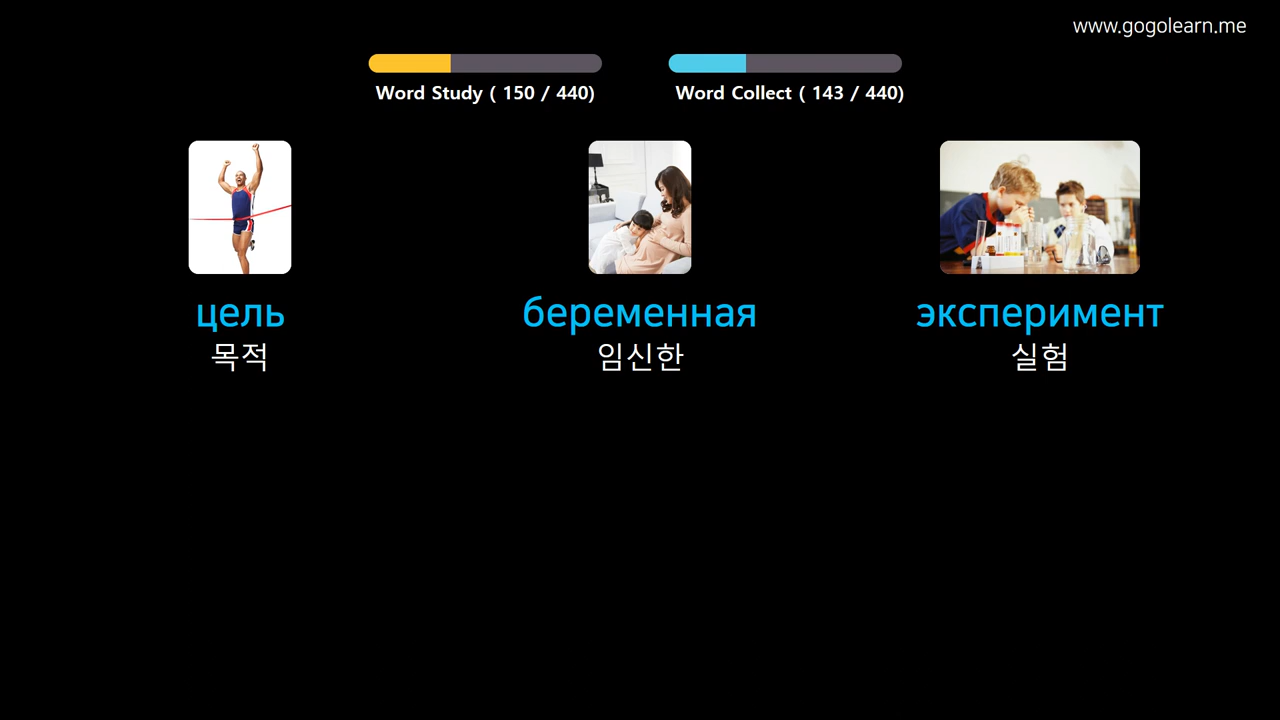 www.gogolearn.me
Word Study ( 150 / 440)
Word Collect ( 143 / 440)
цель
목적
беременная
임신한
эксперимент
실험